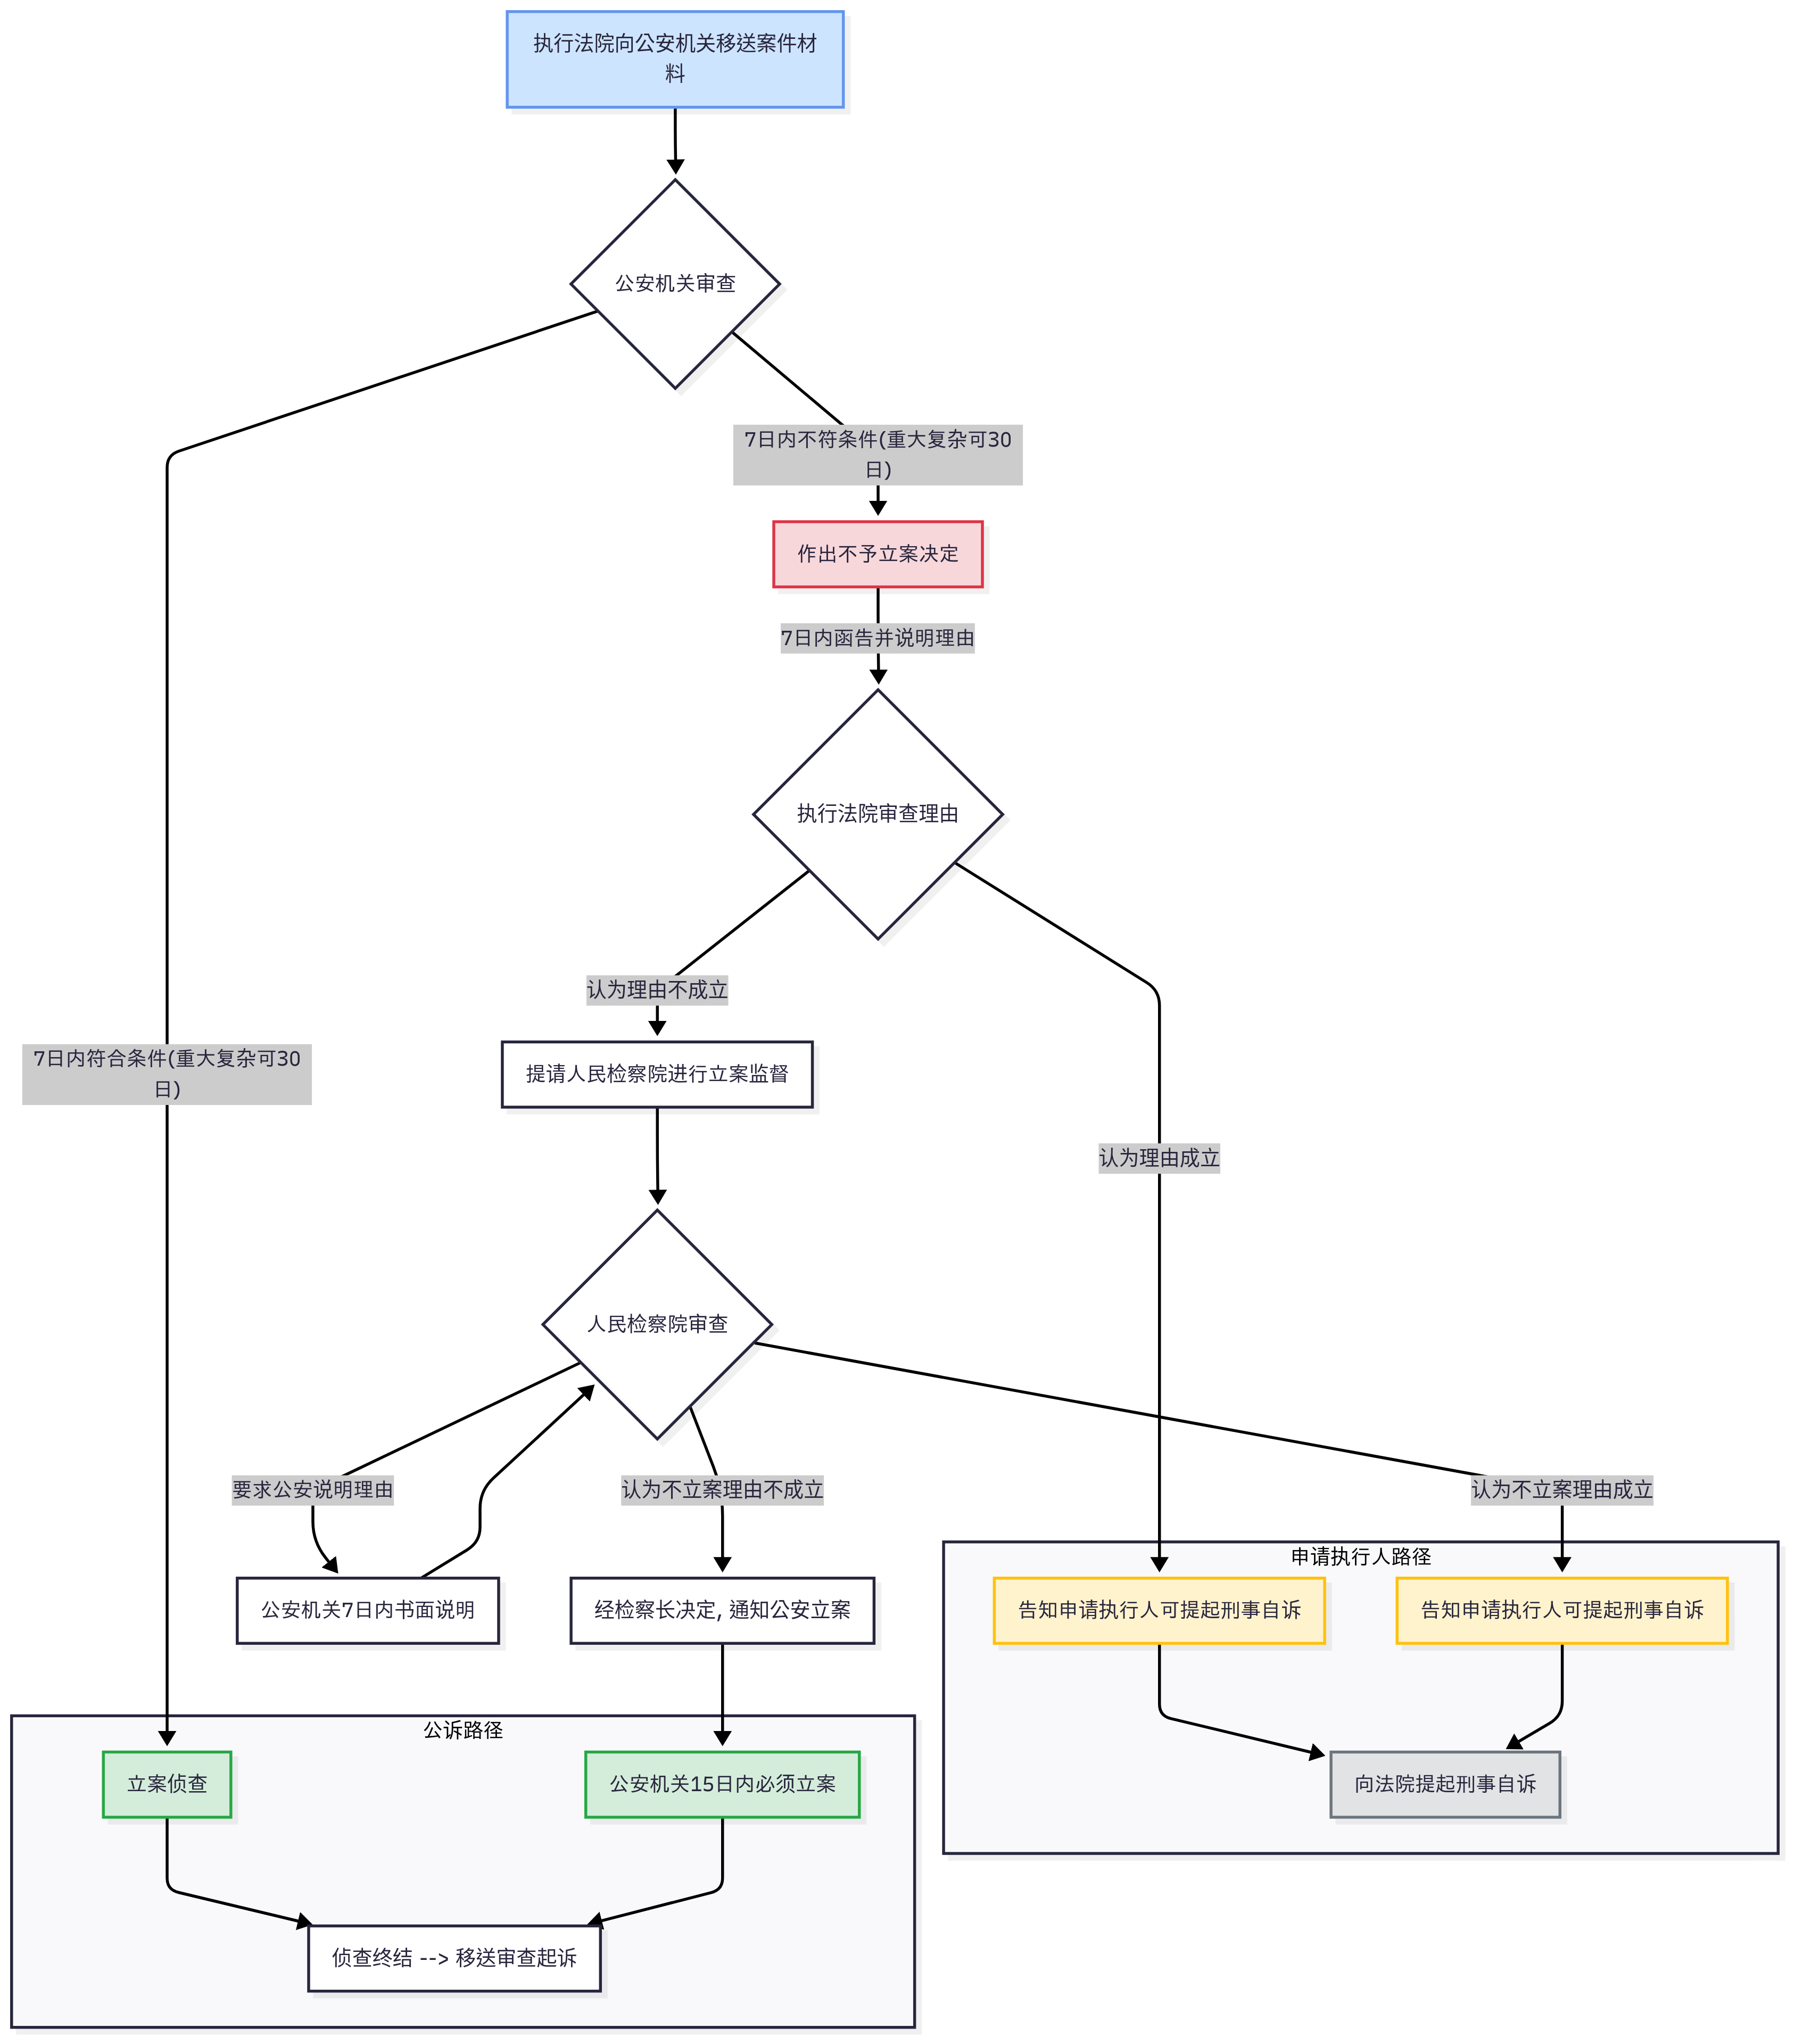 执行法院向公安机关移送案件材
料
公安机关审查
7日内不符条件(重大复杂可30
日)
作出不予立案决定
7日内函告并说明理由
执行法院审查理由
认为理由不成立
7日内符合条件(重大复杂可30
日)
提请人民检察院进行立案监督
认为理由成立
人民检察院审查
要求公安说明理由
认为不立案理由不成立
认为不立案理由成立
申请执行人路径
公安机关7日内书面说明
经检察长决定, 通知公安立案
告知申请执行人可提起刑事自诉
告知申请执行人可提起刑事自诉
公诉路径
立案侦查
公安机关15日内必须立案
向法院提起刑事自诉
侦查终结 --> 移送审查起诉